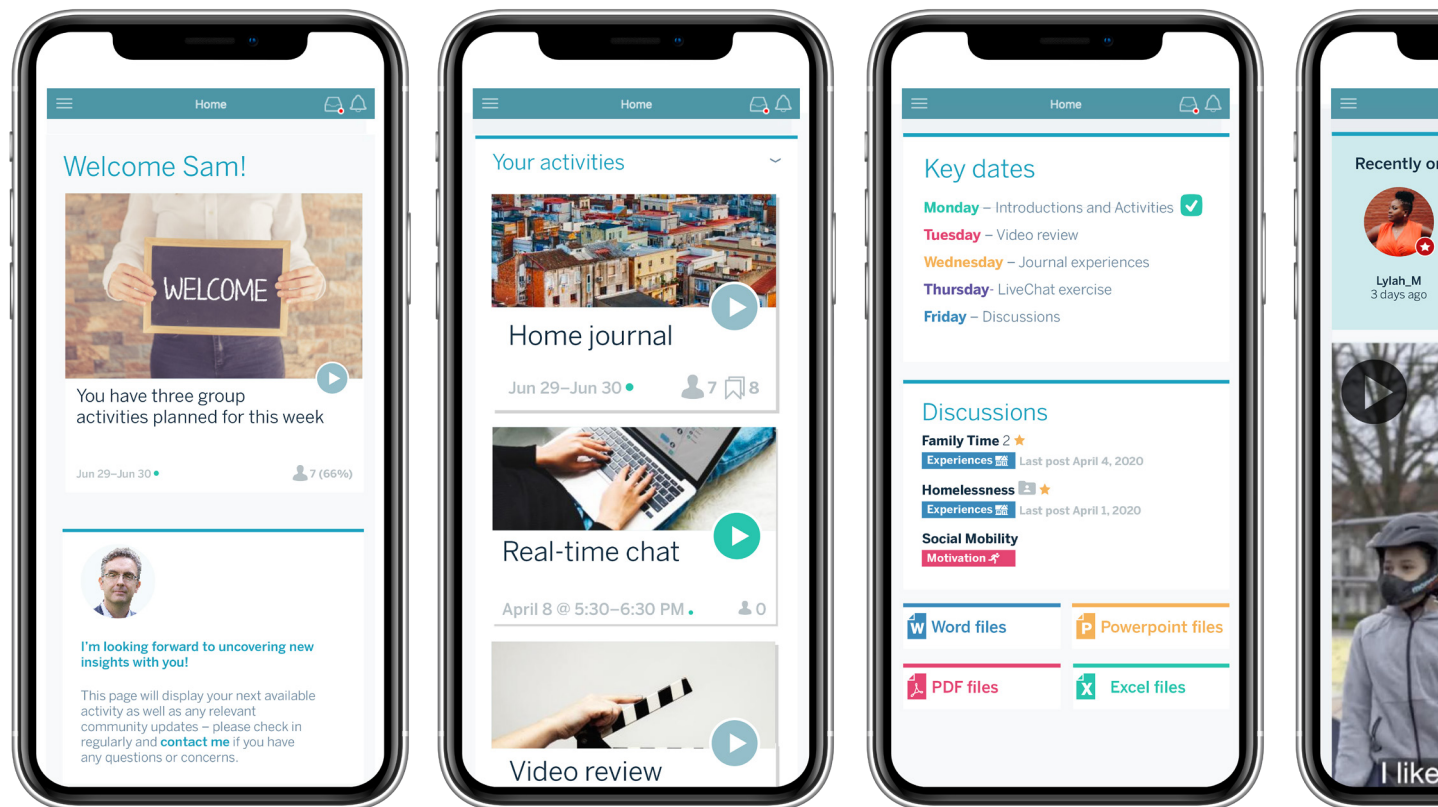 Home
Welcome Sam!
WELCOME
You have three group
activities planned for this week
Jun 29–Jun 30
7 (66%)
I'm looking forward to uncovering new
insights with you!
This page will display your next available
activity as well as any relevant
community updates – please check in
regularly and contact me if you have
any questions or concerns.
Home
Your activities
Home journal
Jun 29–Jun 30
7
8
Real-time chat
April 8 @ 5:30–6:30 PM
0
Video review
Home
Key dates
Monday – Introductions and Activities
Tuesday – Video review
Wednesday – Journal experiences
Thursday- LiveChat exercise
Friday – Discussions
Discussions
Family Time 2
Experiences
Last post April 4, 2020
Homelessness
Experiences
Last post April 1, 2020
Social Mobility
Motivation
W Word files
P Powerpoint files
PDF files
X Excel files
Recently
Lylah_M
3 days ago
I like